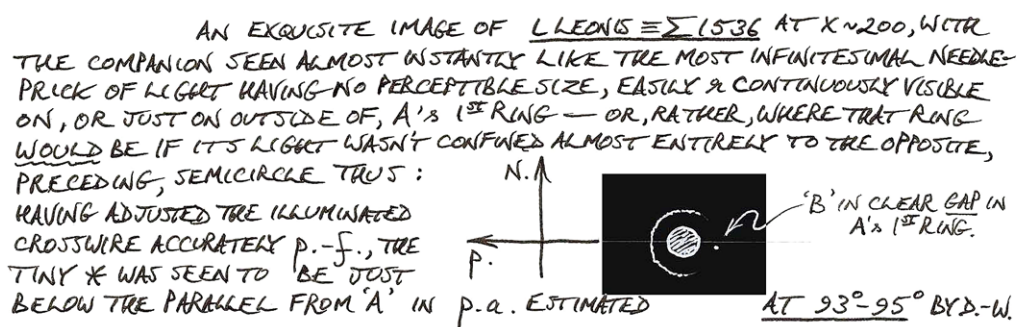 AN EXQUISITE IMAGE OF L LEONIS ≡ Σ 1536 AT X ~200, WITH
THE COMPANION SEEN ALMOST INSTANTLY LIKE THE MOST INFINITESIMAL NEEDLE-
PRICK OF LIGHT HAVING NO PERCEPTIBLE SIZE, EASILY & CONTINUOUSLY VISIBLE
ON, OR JUST ON OUTSIDE OF, A's 1ST RING — OR, RATHER, WHERE THAT RING
WOULD BE IF ITS LIGHT WASN'T CONFINED ALMOST ENTIRELY TO THE OPPOSITE,
PRECEDING, SEMICIRCLE THUS:
HAVING ADJUSTED THE ILLUMINATED
CROSSWIRE ACCURATELY p.-f., THE
TINY * WAS SEEN TO BE JUST
BELOW THE PARALLEL FROM 'A' IN p.a. ESTIMATED AT 93°-95° BY D.-W.
N.
P.
'B' IN CLEAR GAP IN
A's 1ST RING.